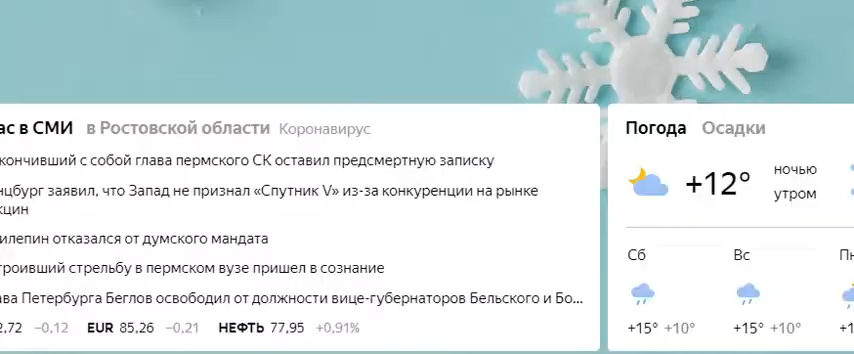 ас в СМИ в Ростовской области Коронавирус
кончивший с собой глава пермского СК оставил предсмертную записку
нцбург заявил, что Запад не признал «Спутник V» из-за конкуренции на рынке
кцин
илепин отказался от думского мандата
троивший стрельбу в пермском вузе пришел в сознание
ва Петербурга Беглов освободил от должности вице-губернаторов Бельского и Бо...
2,72 −0,12 EUR 85,26 −0,21 НЕФТЬ 77,95 +0,91%
Погода Осадки
+12°
ночью
утром
Сб Вс Пн
+15° +10° +15° +10° +1